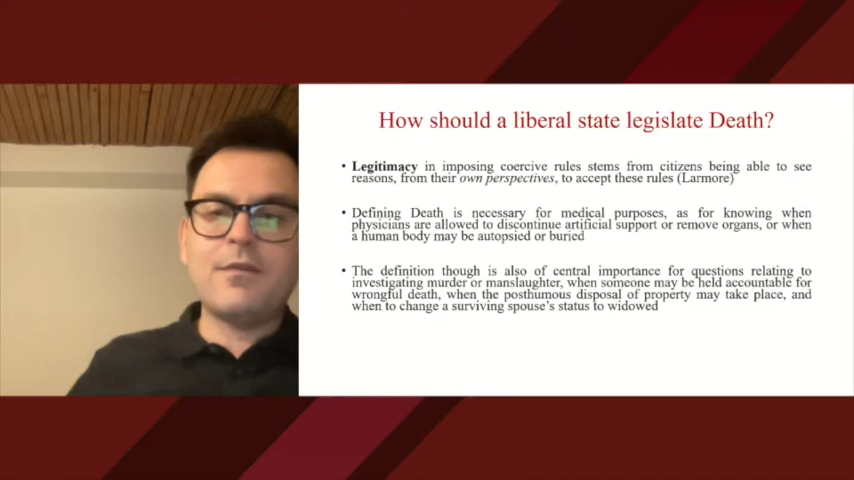 How should a liberal state legislate Death?
• Legitimacy in imposing coercive rules stems from citizens being able to see
reasons, from their own perspectives, to accept these rules (Larmore)
• Defining Death is necessary for medical purposes, as for knowing when
physicians are allowed to discontinue artificial support or remove organs, or when
a human body may be autopsied or buried
• The definition though is also of central importance for questions relating to
investigating murder or manslaughter, when someone may be held accountable for
wrongful death, when the posthumous disposal of property may take place, and
when to change a surviving spouse's status to widowed